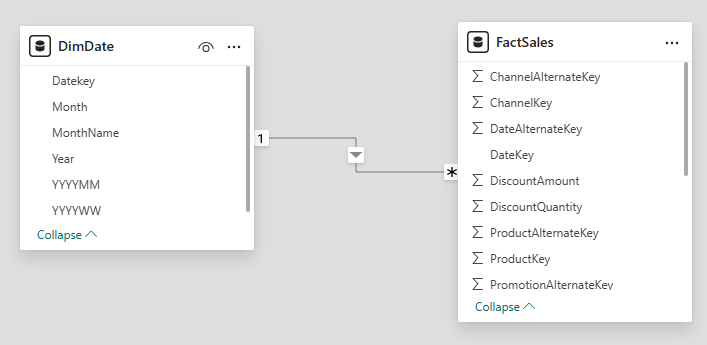 DimDate
Datekey
Month
MonthName
Year
YYYYMM
YYYYWW
Collapse
1
*
FactSales
Σ ChannelAlternateKey
Σ ChannelKey
Σ DateAlternateKey
DateKey
Σ DiscountAmount
Σ DiscountQuantity
Σ ProductAlternateKey
Σ ProductKey
Σ PromotionAlternateKey
Collapse